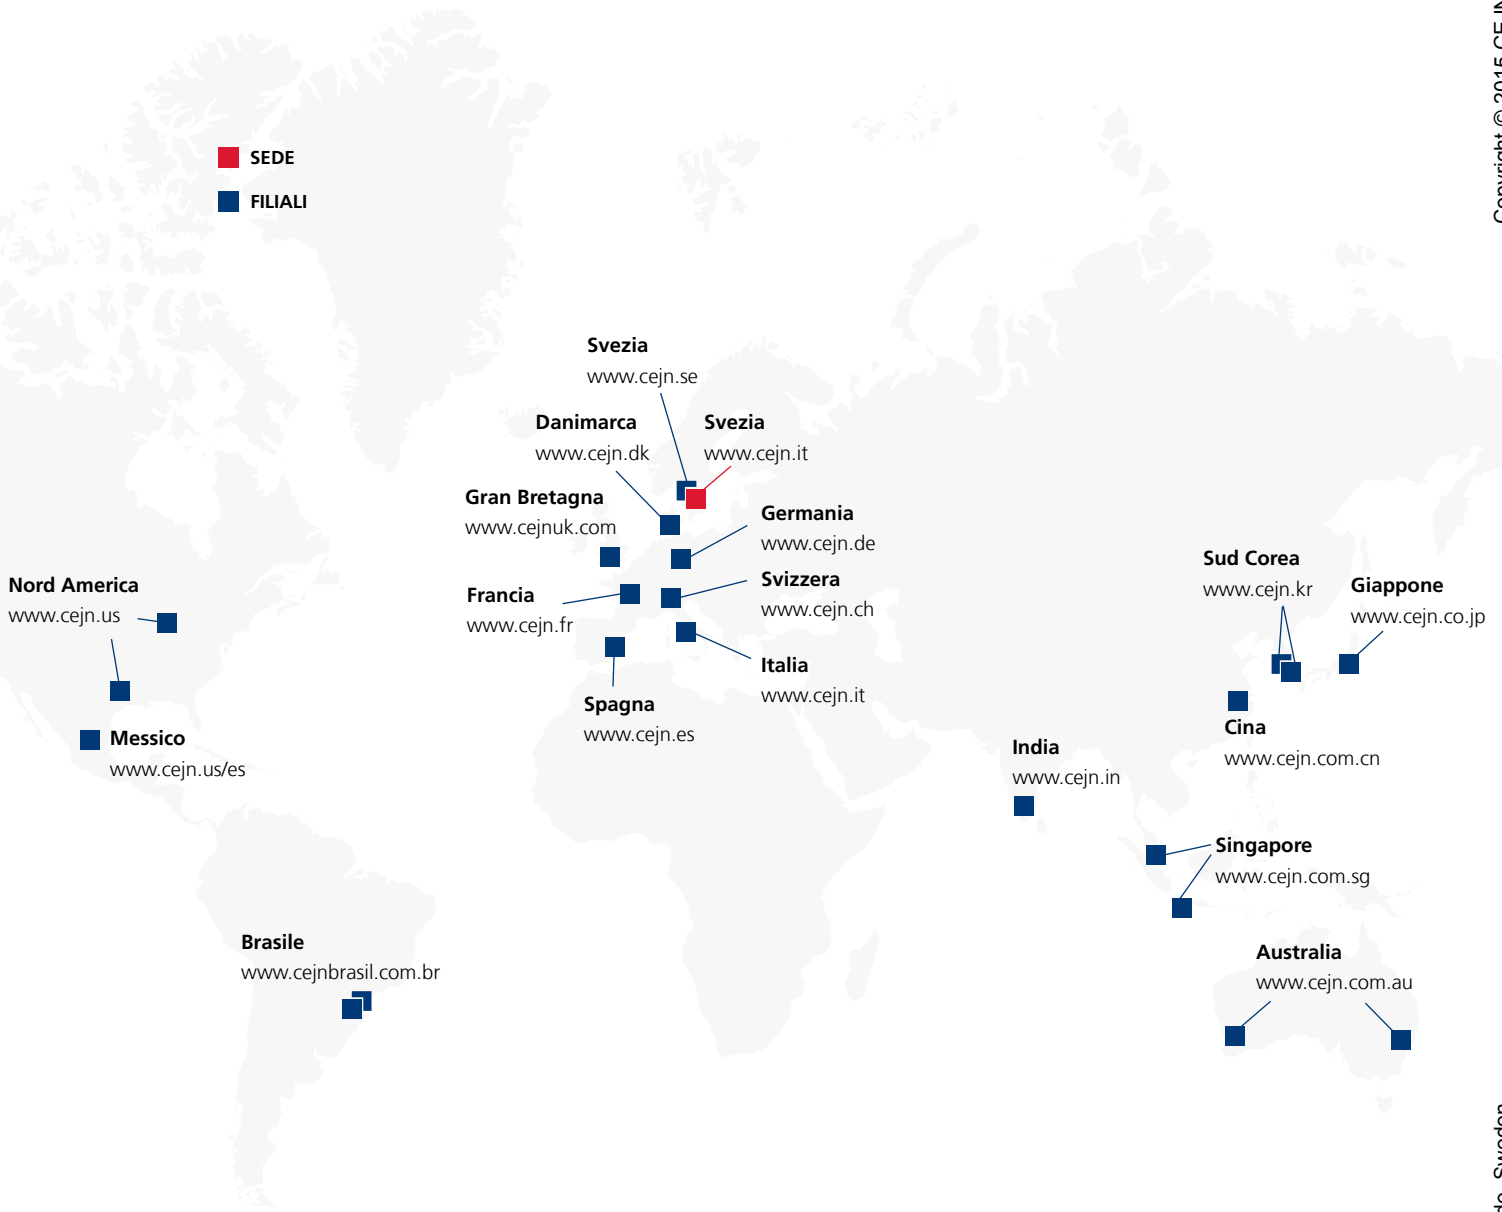 SEDE
FILIALI
Svezia
www.cejn.se
Danimarca
www.cejn.dk
Svezia
www.cejn.it
Gran Bretagna
www.cejnuk.com
Germania
www.cejn.de
Francia
www.cejn.fr
Svizzera
www.cejn.ch
Italia
www.cejn.it
Spagna
www.cejn.es
Nord America
www.cejn.us
Messico
www.cejn.us/es
Brasile
www.cejnbrasil.com.br
Sud Corea
www.cejn.kr
Giappone
www.cejn.co.jp
Cina
www.cejn.com.cn
India
www.cejn.in
Singapore
www.cejn.com.sg
Australia
www.cejn.com.au
Copyright © 2015 CEJN
Sweden